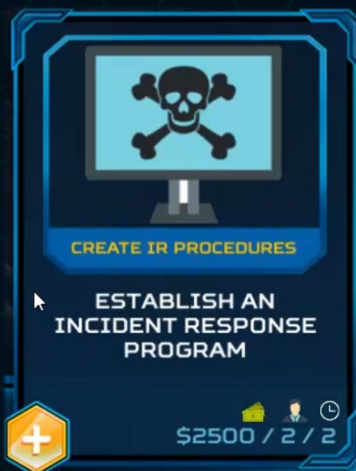 CREATE IR PROCEDURES
ESTABLISH AN
INCIDENT RESPONSE
PROGRAM
$2500 / 2 / 2